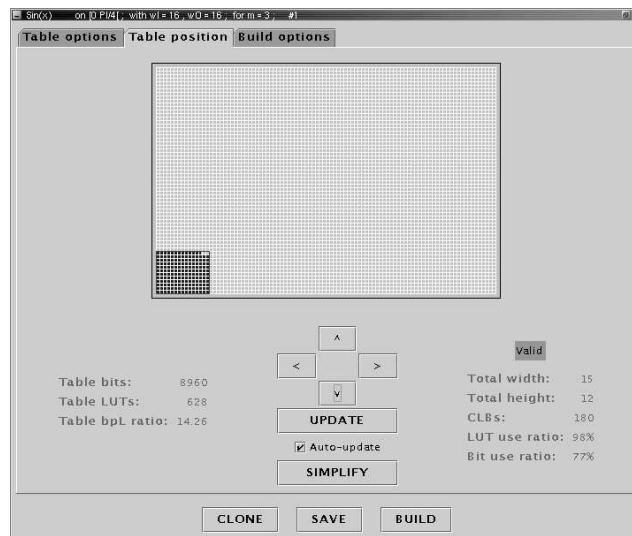 Sin(x) on [0 PI/4[ ; with wI = 16 , wO = 16 ; for m = 3 ; #1
Table options Table position Build options
^
< >
v
Valid
Table bits: 8960
Table LUTs: 628
Table bpL ratio: 14.26
UPDATE
Auto-update
SIMPLIFY
Total width: 15
Total height: 12
CLBs: 180
LUT use ratio: 98%
Bit use ratio: 77%
CLONE SAVE BUILD